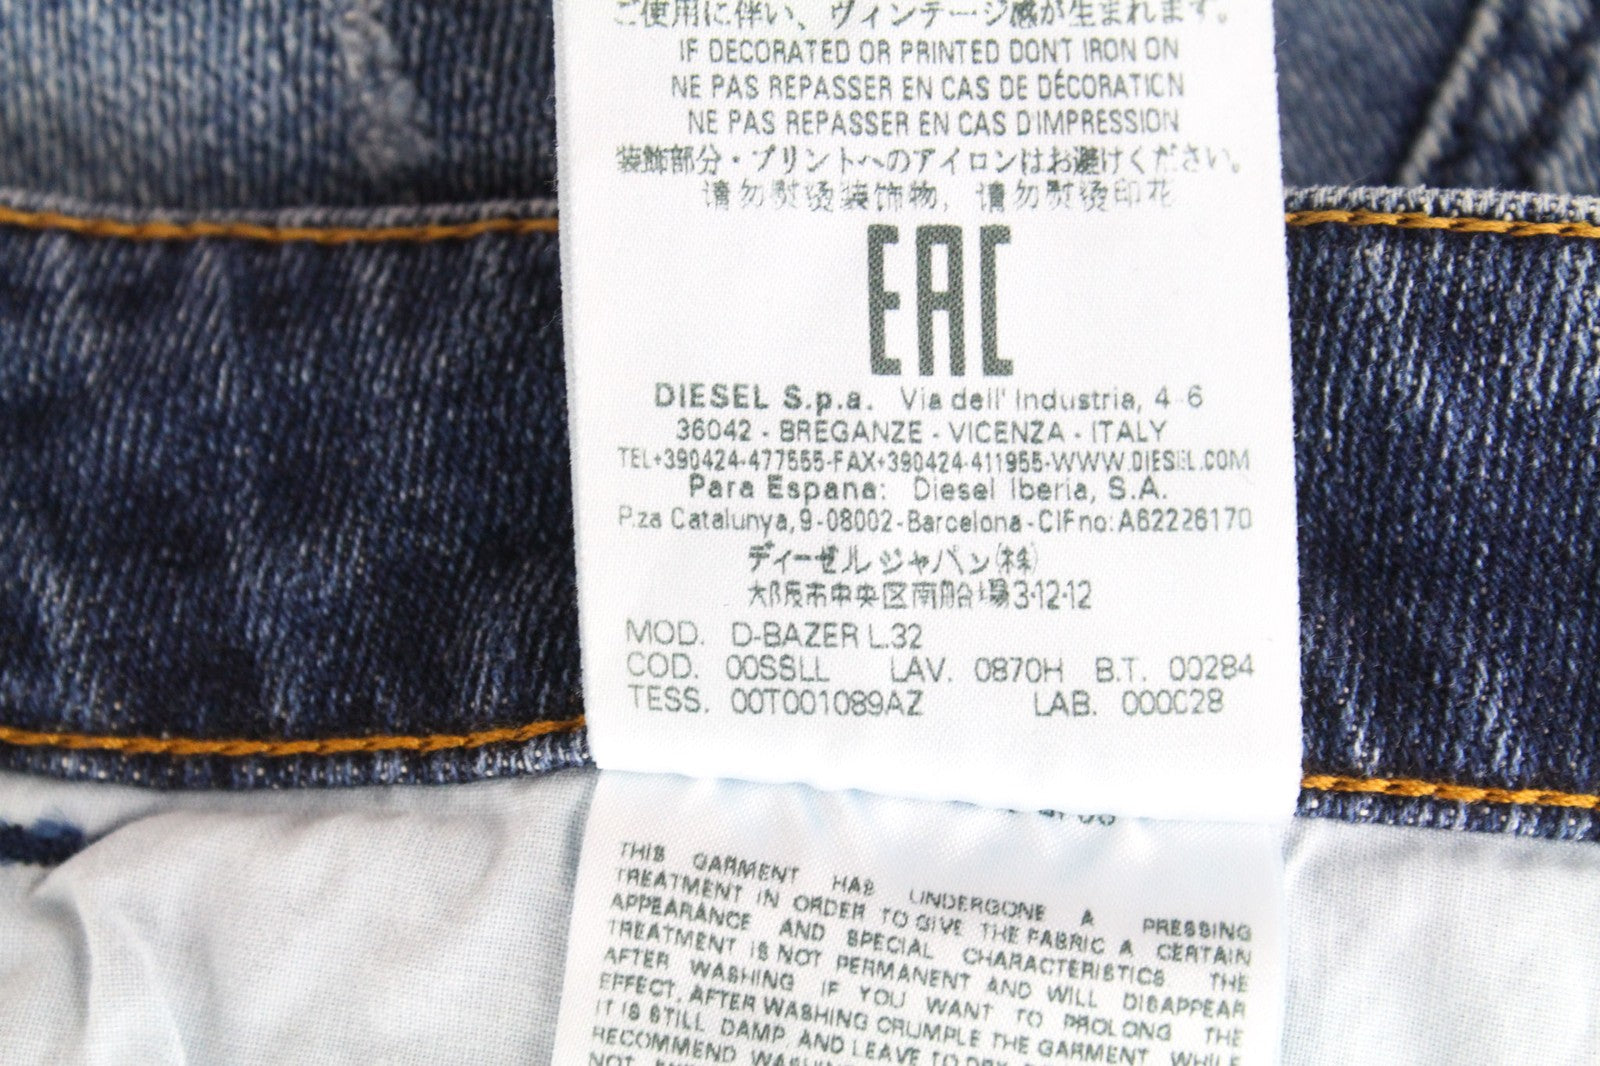 ご使用に伴い、ヴィンテージ感が生まれます。
IF DECORATED OR PRINTED DONT IRON ON
NE PAS REPASSER EN CAS DE DÉCORATION
NE PAS REPASSER EN CAS D'IMPRESSION
装飾部分・プリントへのアイロンはお避けください。
请勿熨烫装饰物，请勿熨烫印花
EAC
DIESEL S.p.a. Via dell' Industria, 4-6
36042 - BREGANZE - VICENZA - ITALY
TEL+390424-477555-FAX+390424-411955-WWW.DIESEL.COM
Para Espana: Diesel Iberia, S.A.
P.za Catalunya, 9-08002-Barcelona-CIF no: A62226170
ディーゼル ジャパン(株)
大阪市中央区南船場3-12-12
MOD. D-BAZER L.32
COD. 00SSLL LAV. 0870H B.T. 00284
TESS. 00T001089AZ LAB. 000C28
THIS GARMENT HAS UNDERGONE A PRESSING
TREATMENT IN ORDER TO GIVE THE FABRIC A CERTAIN
APPEARANCE AND SPECIAL CHARACTERISTICS THE
TREATMENT IS NOT PERMANENT AND WILL DISAPPEAR
AFTER WASHING IF YOU WANT TO PROLONG THE
EFFECT, AFTER WASHING CRUMPLE THE GARMENT WHILE
IT IS STILL DAMP, AND LEAVE TO DRY
RECOMMEND
NOT